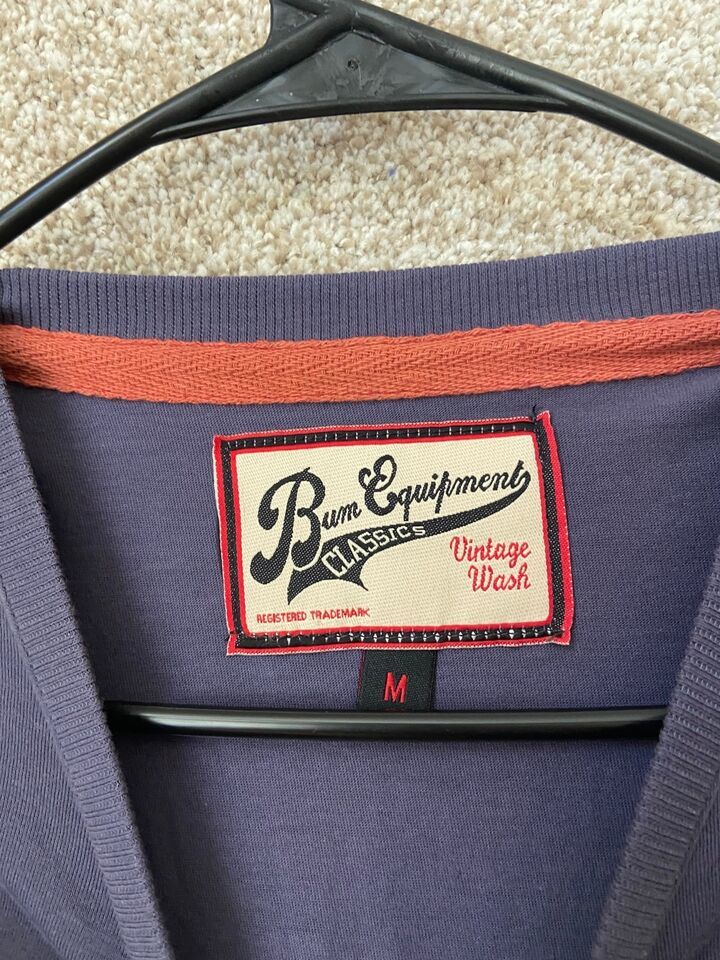 Bum Equipment
CLASSICS
Vintage
Wash
REGISTERED TRADEMARK
M